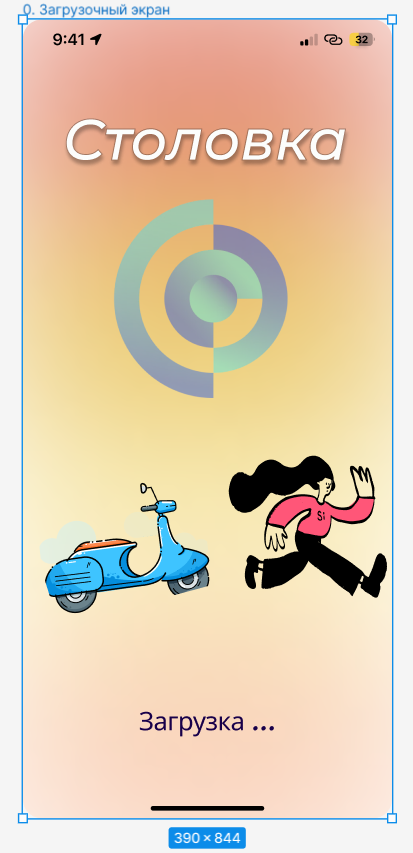 0. Загрузочный экран
9:41
32
Столовка
Si
Загрузка ...
390 × 844